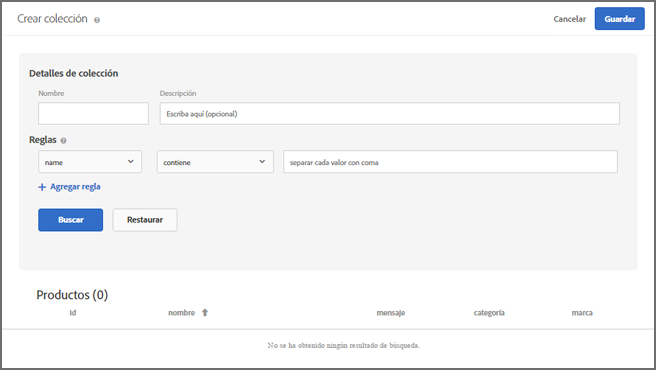 Crear colección
Cancelar
Guardar
Detalles de colección
Nombre
Descripción
Escriba aquí (opcional)
Reglas
name
contiene
separar cada valor con coma
+ Agregar regla
Buscar
Restaurar
Productos (0)
id
nombre
mensaje
categoría
marca
No se ha obtenido ningún resultado de búsqueda.